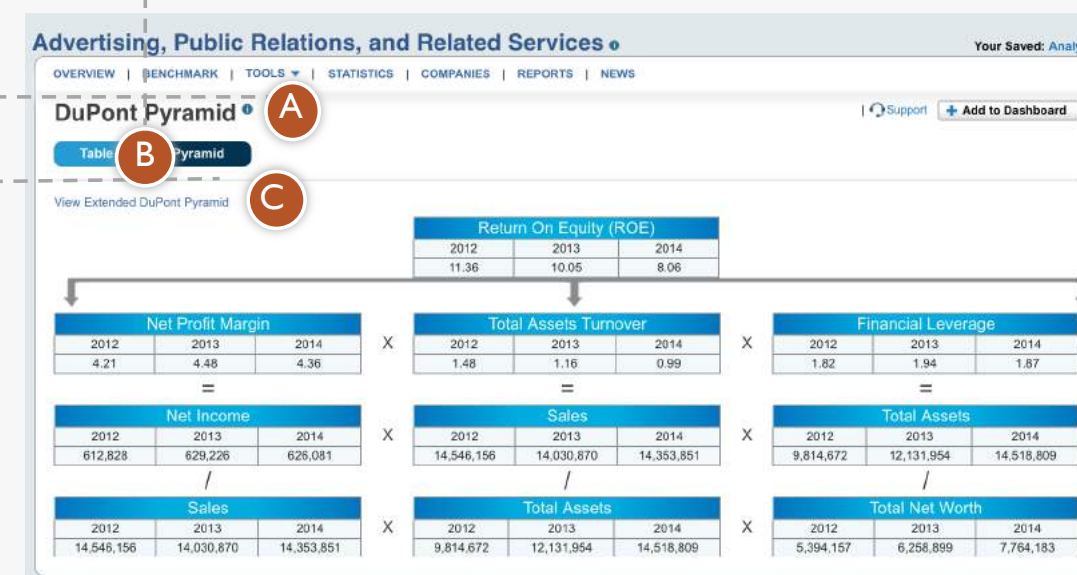 Advertising, Public Relations, and Related Services
Your Saved:
OVERVIEW | BENCHMARK | TOOLS | STATISTICS | COMPANIES | REPORTS | NEWS
DuPont Pyramid A
| Support + Add to Dashboard
Table B Pyramid
View Extended DuPont Pyramid C
Return On Equity (ROE)
2012 2013 2014
11.36 10.05 8.06
Net Profit Margin Total Assets Turnover Financial Leverage
2012 2013 2014 X 2012 2013 2014 X 2012 2013 2014
4.21 4.48 4.36 1.48 1.16 0.99 1.82 1.94 1.87
= = =
Net Income Sales Total Assets
2012 2013 2014 X 2012 2013 2014 X 2012 2013 2014
612,828 629,226 626,081 14,546,156 14,030,870 14,353,851 9,814,672 12,131,954 14,518,809
/ / /
Sales Total Assets Total Net Worth
2012 2013 2014 X 2012 2013 2014 X 2012 2013 2014
14,546,156 14,030,870 14,353,851 9,814,672 12,131,954 14,518,809 5,394,157 6,258,899 7,764,183